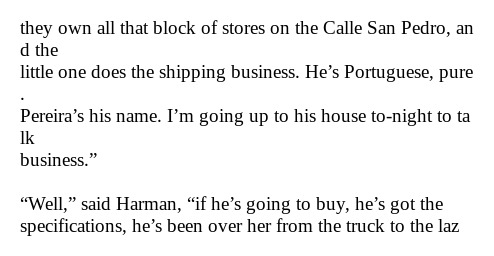 they own all that block of stores on the Calle San Pedro, an
d the
little one does the shipping business. He’s Portuguese, pure
.
Pereira’s his name. I’m going up to his house to-night to ta
lk
business.”

“Well,” said Harman, “if he’s going to buy, he’s got the
specifications, he’s been over her from the truck to the laz